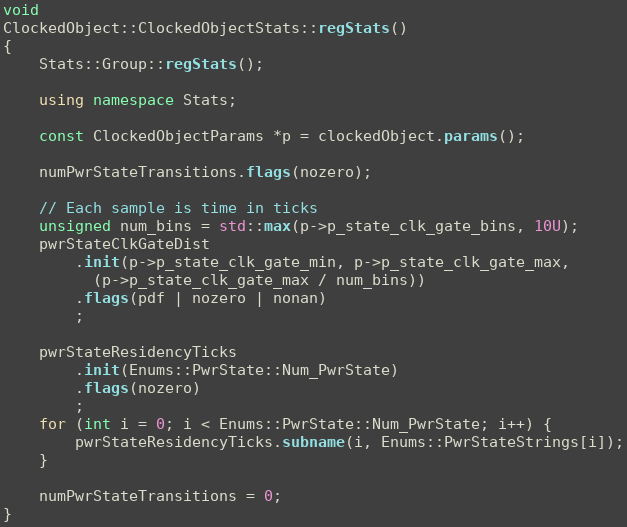 void
ClockedObject::ClockedObjectStats::regStats()
{
    Stats::Group::regStats();

    using namespace Stats;

    const ClockedObjectParams *p = clockedObject.params();

    numPwrStateTransitions.flags(nozero);

    // Each sample is time in ticks
    unsigned num_bins = std::max(p->p_state_clk_gate_bins, 10U);
    pwrStateClkGateDist
        .init(p->p_state_clk_gate_min, p->p_state_clk_gate_max,
          (p->p_state_clk_gate_max / num_bins))
        .flags(pdf | nozero | nonan)
        ;

    pwrStateResidencyTicks
        .init(Enums::PwrState::Num_PwrState)
        .flags(nozero)
        ;
    for (int i = 0; i < Enums::PwrState::Num_PwrState; i++) {
        pwrStateResidencyTicks.subname(i, Enums::PwrStateStrings[i]);
    }

    numPwrStateTransitions = 0;
}